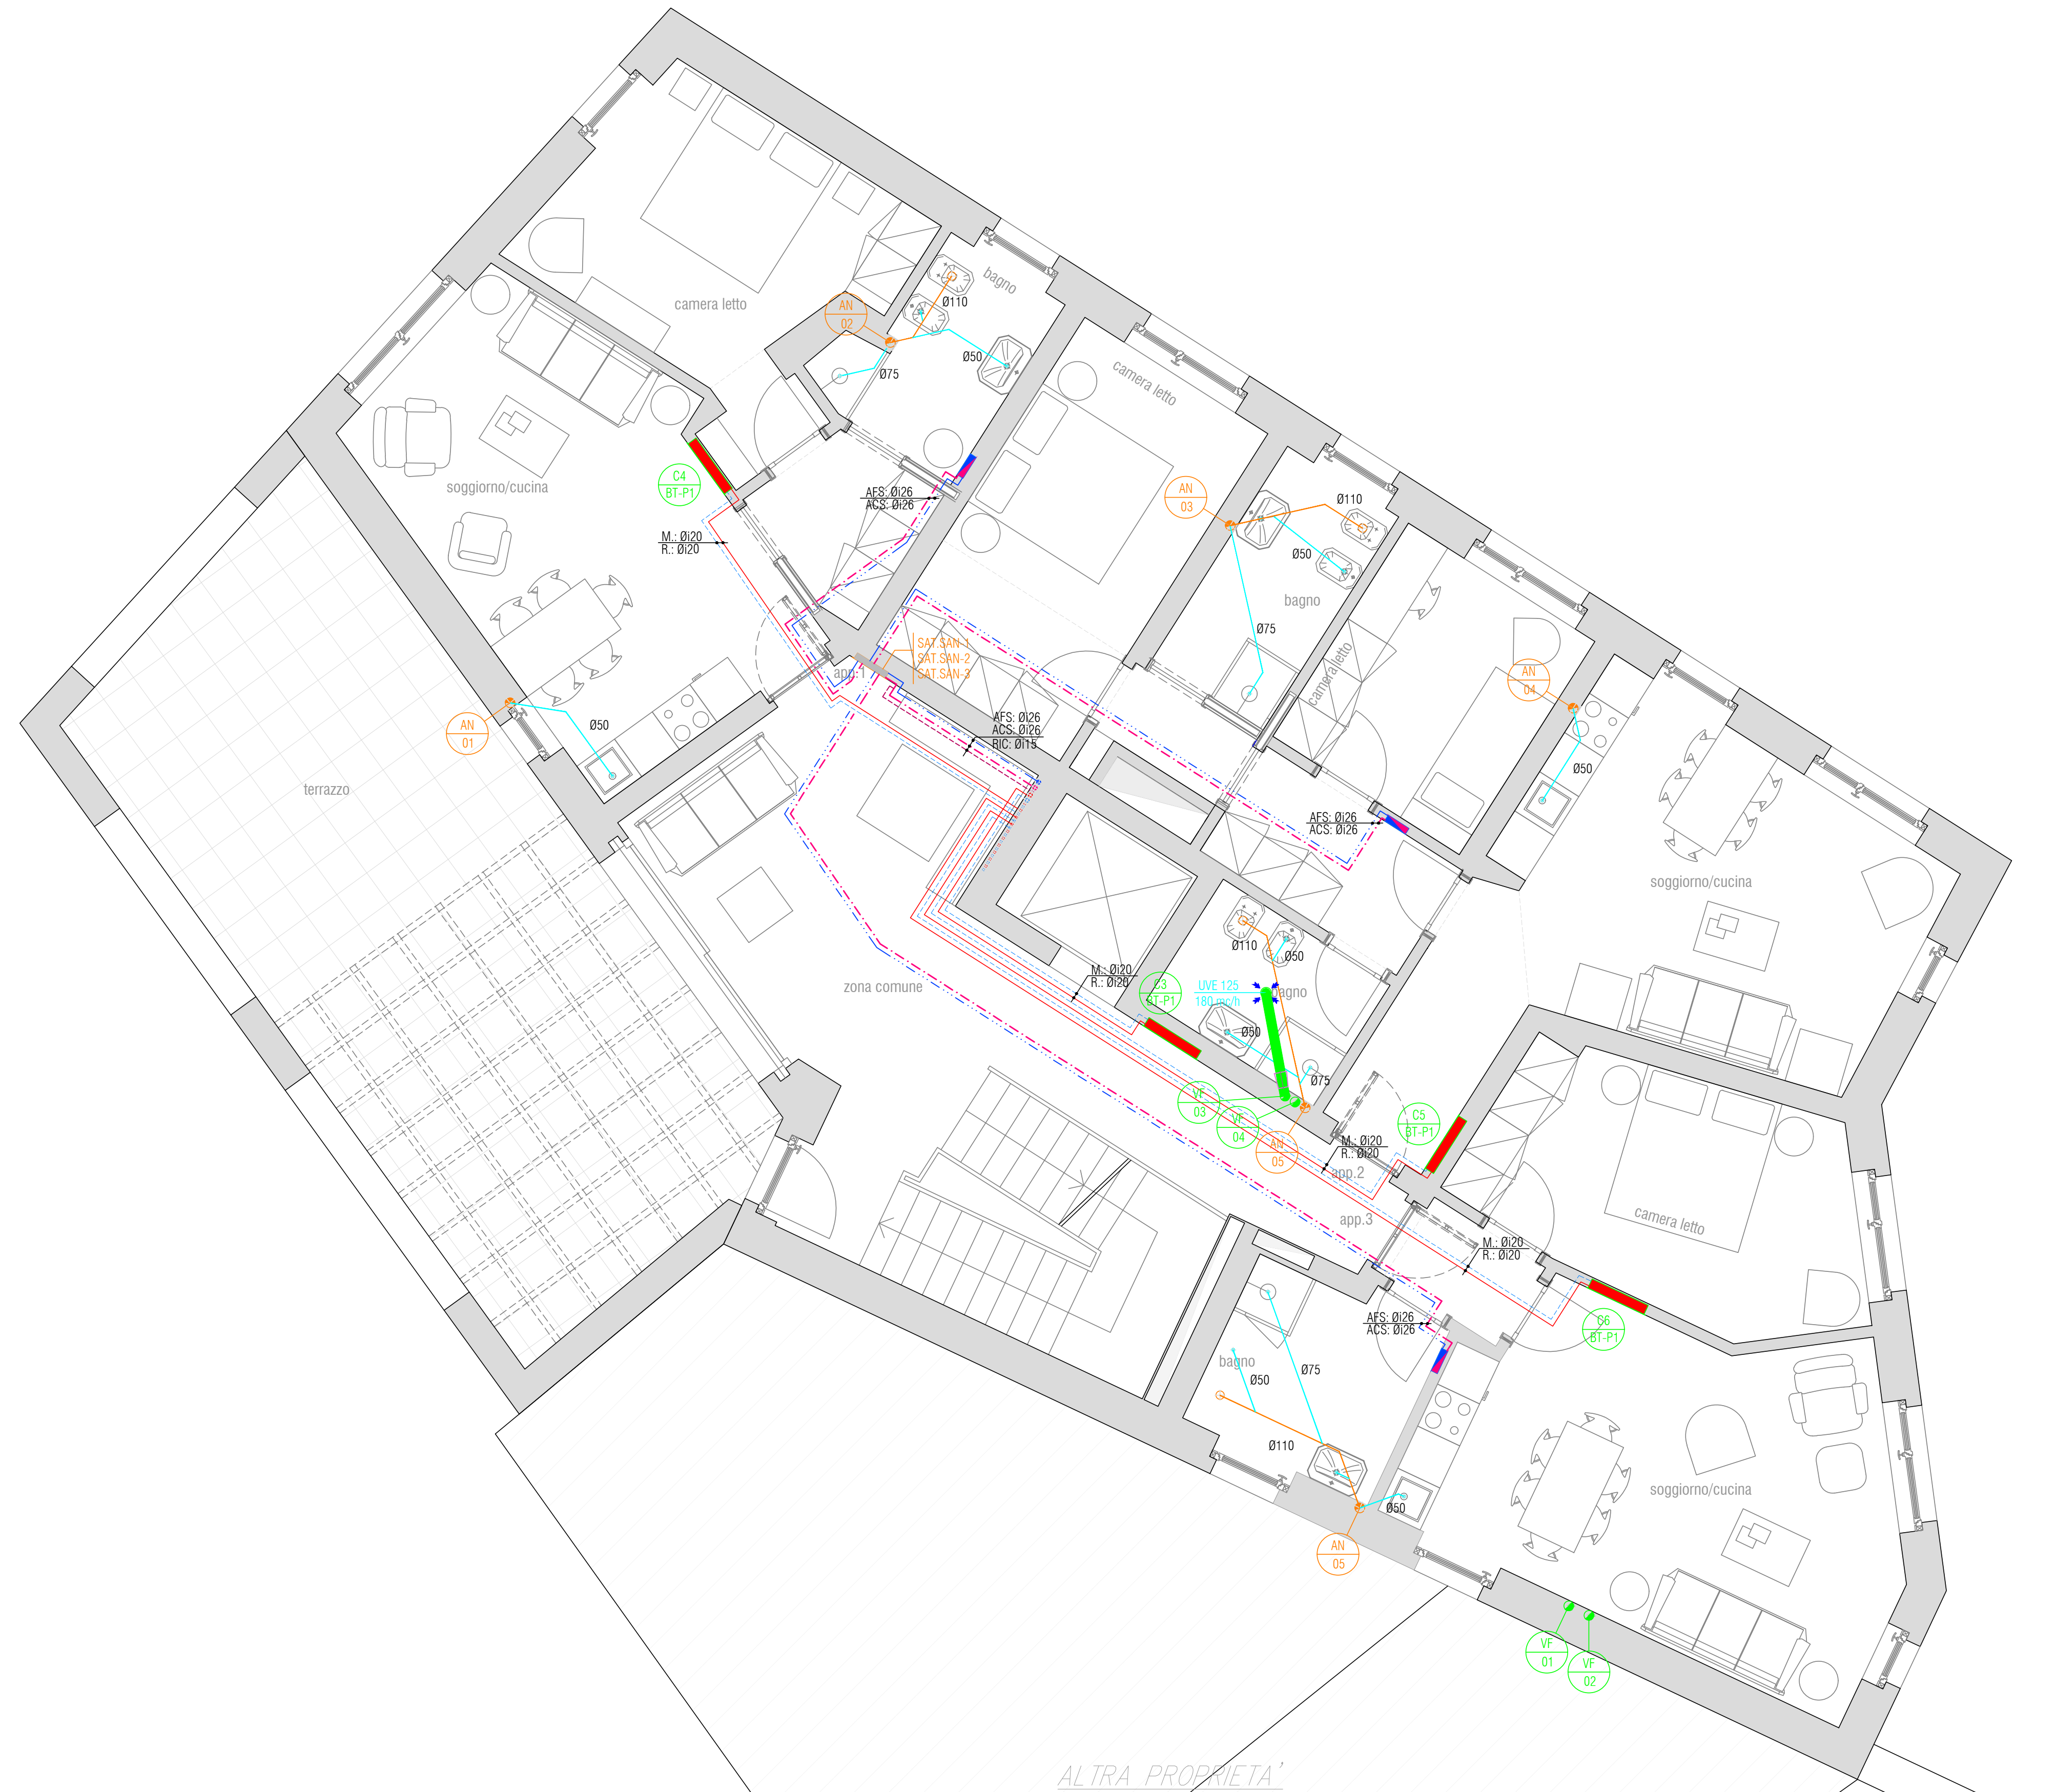 camera letto
bagno
AN
02
Ø110
Ø50
Ø75
camera letto
soggiorno/cucina
C4
BT-P1
AFS: Øi26
ACS: Øi26
M.: Øi20
R.: Øi20
AN
03
Ø110
Ø50
bagno
Ø75
camera letto
SAT.SAN-1
SAT.SAN-2
SAT.SAN-3
app.1
AN
04
AN
01
Ø50
AFS: Øi26
ACS: Øi26
RIC: Øi15
Ø50
terrazzo
AFS: Øi26
ACS: Øi26
soggiorno/cucina
Ø110
Ø50
M.: Øi20
R.: Øi20
zona comune
C3
BT-P1
UVE 125
180 mc/h
bagno
Ø50
Ø75
VF
03
VF
04
AN
05
C5
BT-P1
M.: Øi20
R.: Øi20
app.2
app.3
camera letto
M.: Øi20
R.: Øi20
AFS: Øi26
ACS: Øi26
C6
BT-P1
bagno
Ø75
Ø50
Ø110
Ø50
soggiorno/cucina
AN
05
VF
01
VF
02
ALTRA PROPRIETA'